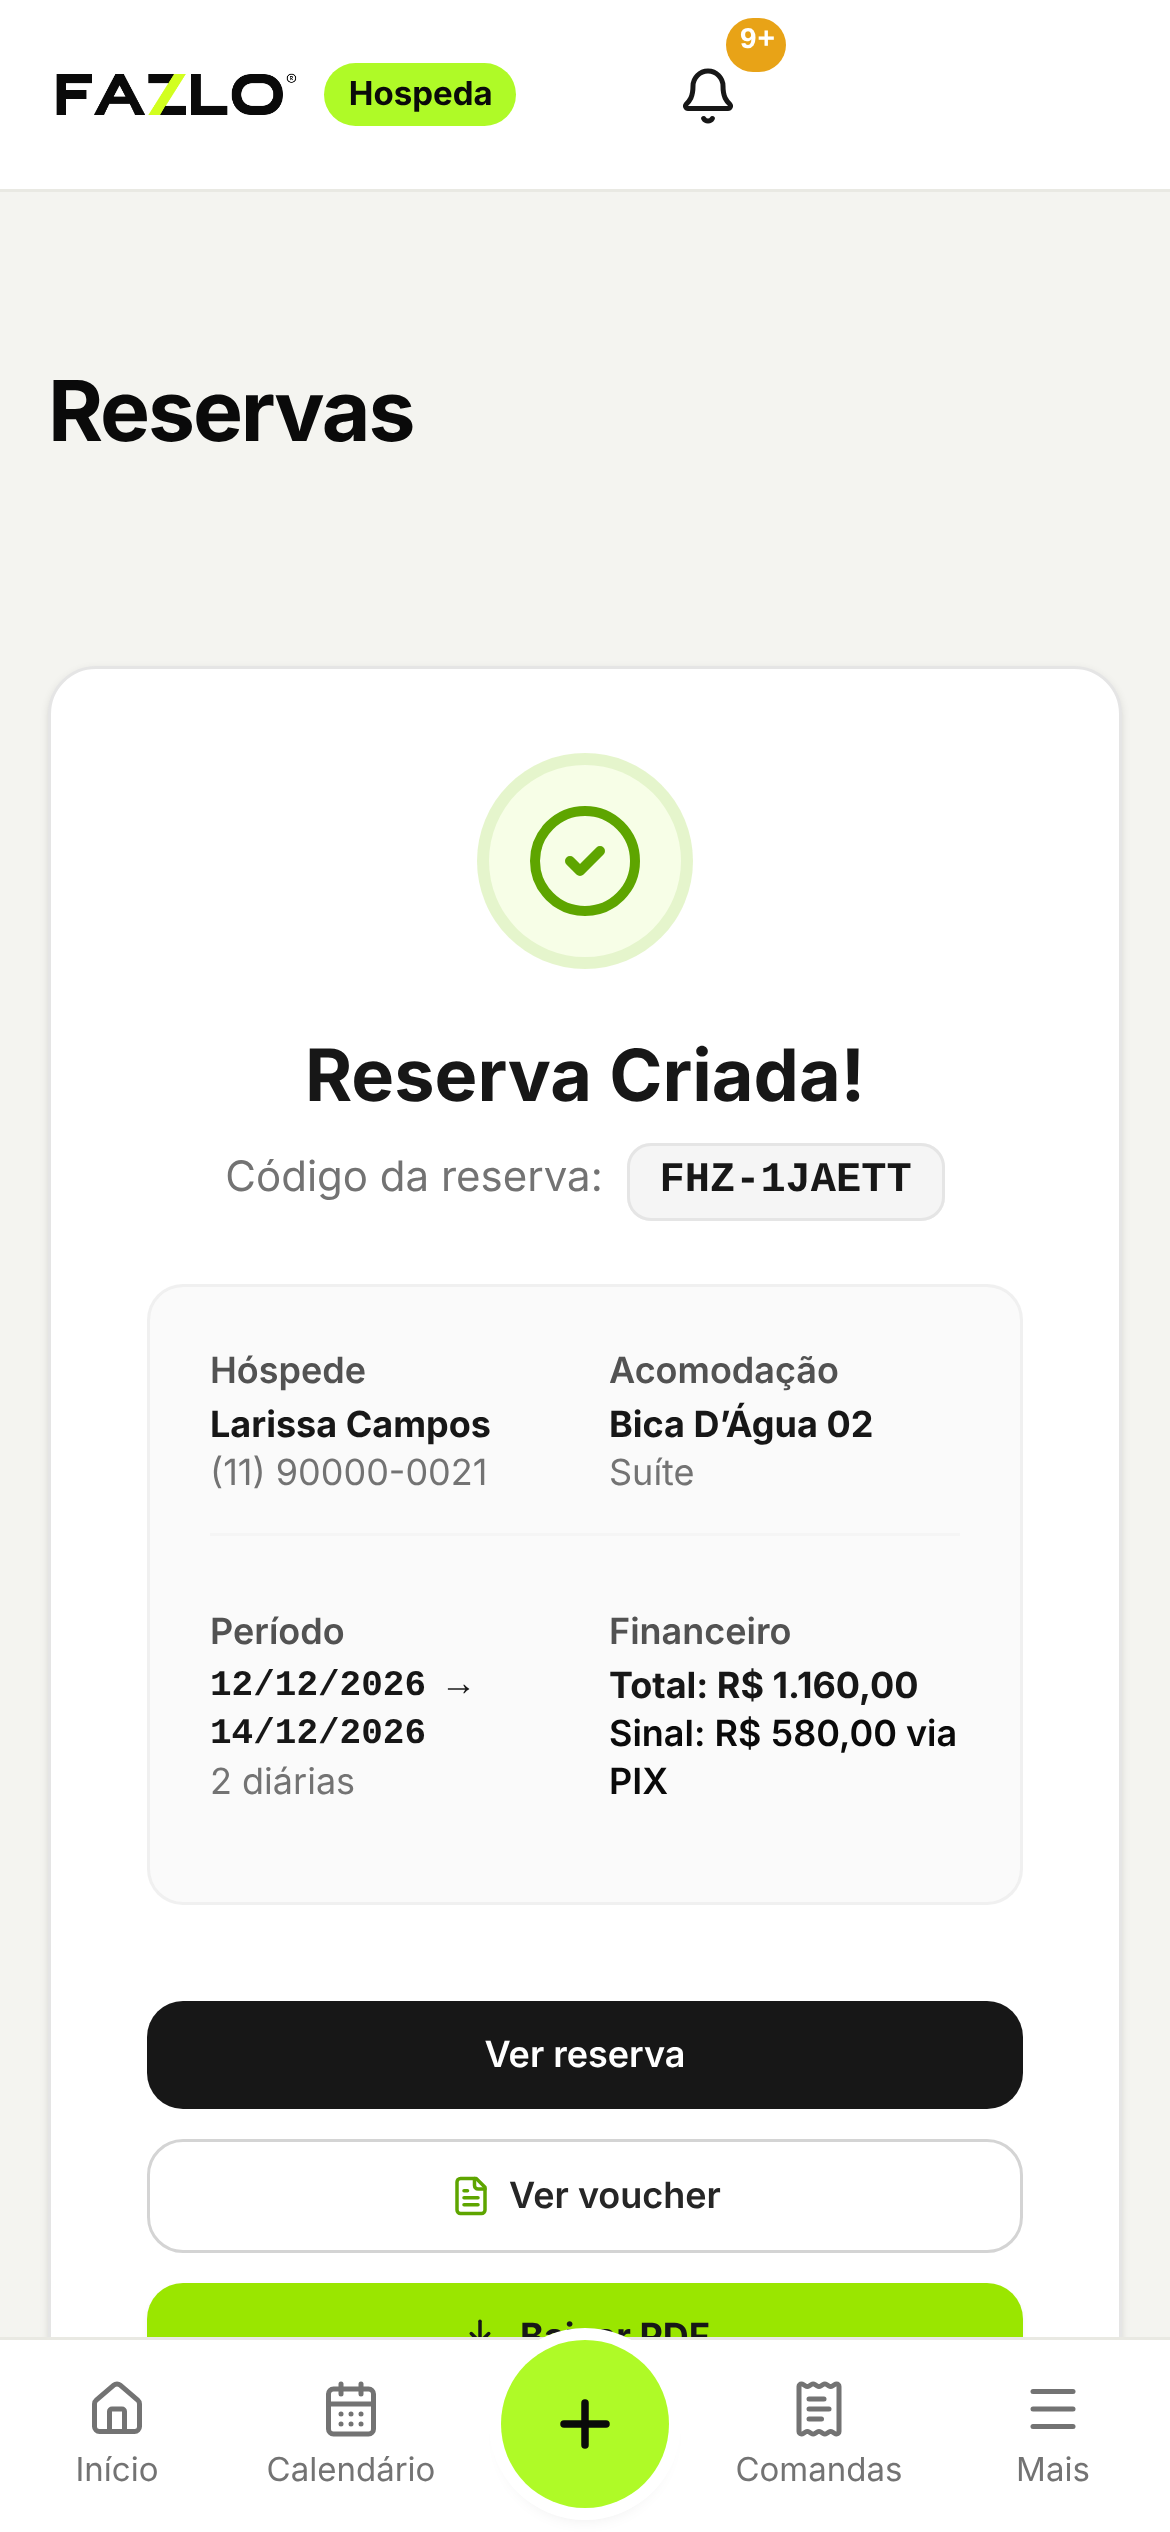 FAZLO®
Hospeda
9+
Reservas
Reserva Criada!
Código da reserva: FHZ-1JAETT
Hóspede
Larissa Campos
(11) 90000-0021
Acomodação
Bica D’Água 02
Suíte
Período
12/12/2026 →
14/12/2026
2 diárias
Financeiro
Total: R$ 1.160,00
Sinal: R$ 580,00 via
PIX
Ver reserva
Ver voucher
Baixar PDF
Início
Calendário
Comandas
Mais